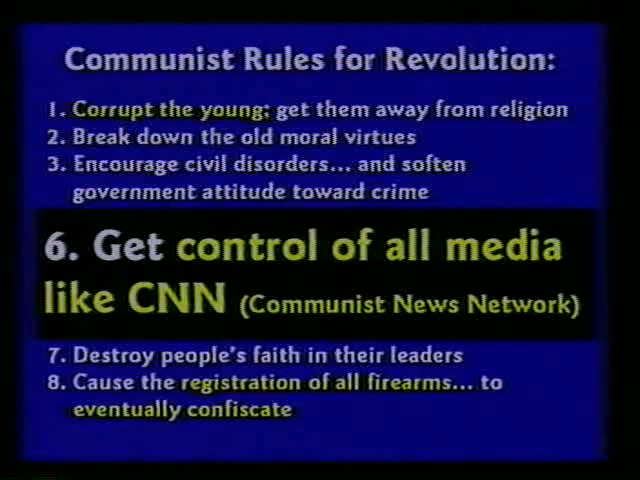 Communist Rules for Revolution:
1. Corrupt the young; get them away from religion
2. Break down the old moral virtues
3. Encourage civil disorders... and soften
government attitude toward crime
6. Get control of all media
like CNN (Communist News Network)
7. Destroy people's faith in their leaders
8. Cause the registration of all firearms... to
eventually confiscate